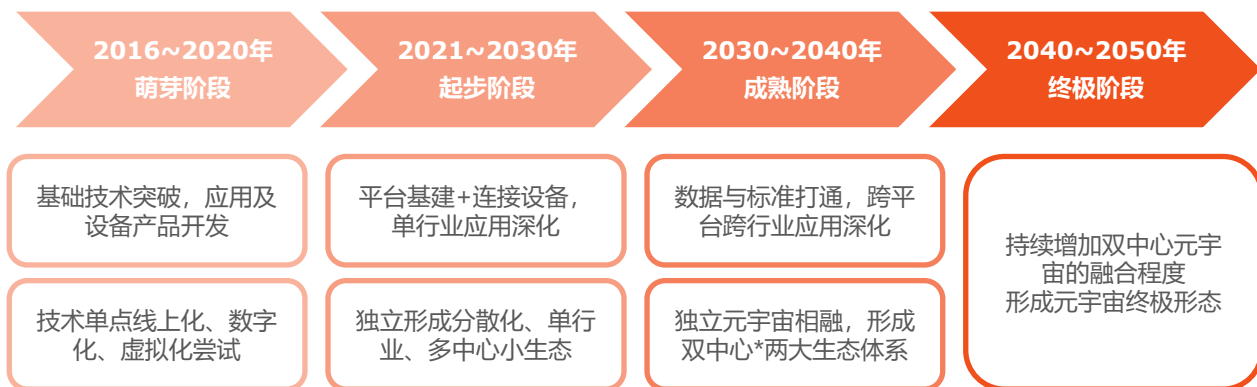 2016~2020年
萌芽阶段
2021~2030年
起步阶段
2030~2040年
成熟阶段
2040~2050年
终极阶段
基础技术突破，应用及
设备产品开发
平台基建+连接设备，
单行业应用深化
数据与标准打通，跨平
台跨行业应用深化
持续增加双中心元宇
宙的融合程度
形成元宇宙终极形态
技术单点线上化、数字
化、虚拟化尝试
独立形成分散化、单行
业、多中心小生态
独立元宇宙相融，形成
双中心*两大生态体系